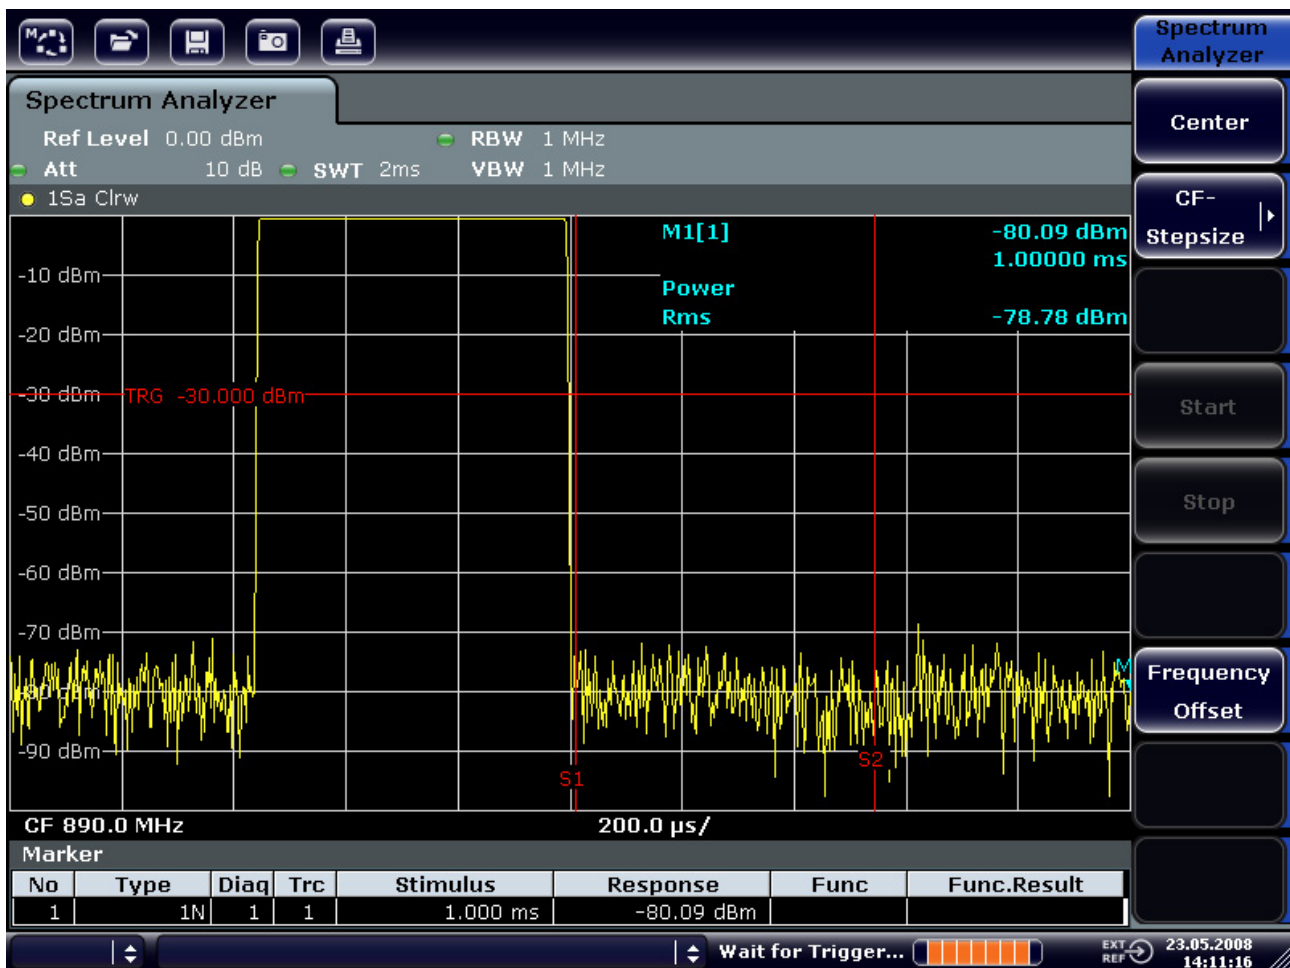 M
Spectrum Analyzer
Spectrum Analyzer
Ref Level 0.00 dBm RBW 1 MHz
Att 10 dB SWT 2ms VBW 1 MHz
1Sa Clrw
M1[1] -80.09 dBm
1.00000 ms
Power
Rms -78.78 dBm
-10 dBm
-20 dBm
-30 dBm TRG -30.000 dBm
-40 dBm
-50 dBm
-60 dBm
-70 dBm
-80 dBm
-90 dBm
S1
S2
CF 890.0 MHz 200.0 µs/
Marker
No Type Diaq Trc Stimulus Response Func Func.Result
1 1N 1 1 1.000 ms -80.09 dBm
Center
CF-
Stepsize
Start
Stop
Frequency
Offset
Wait for Trigger...
EXT
REF
23.05.2008
14:11:16